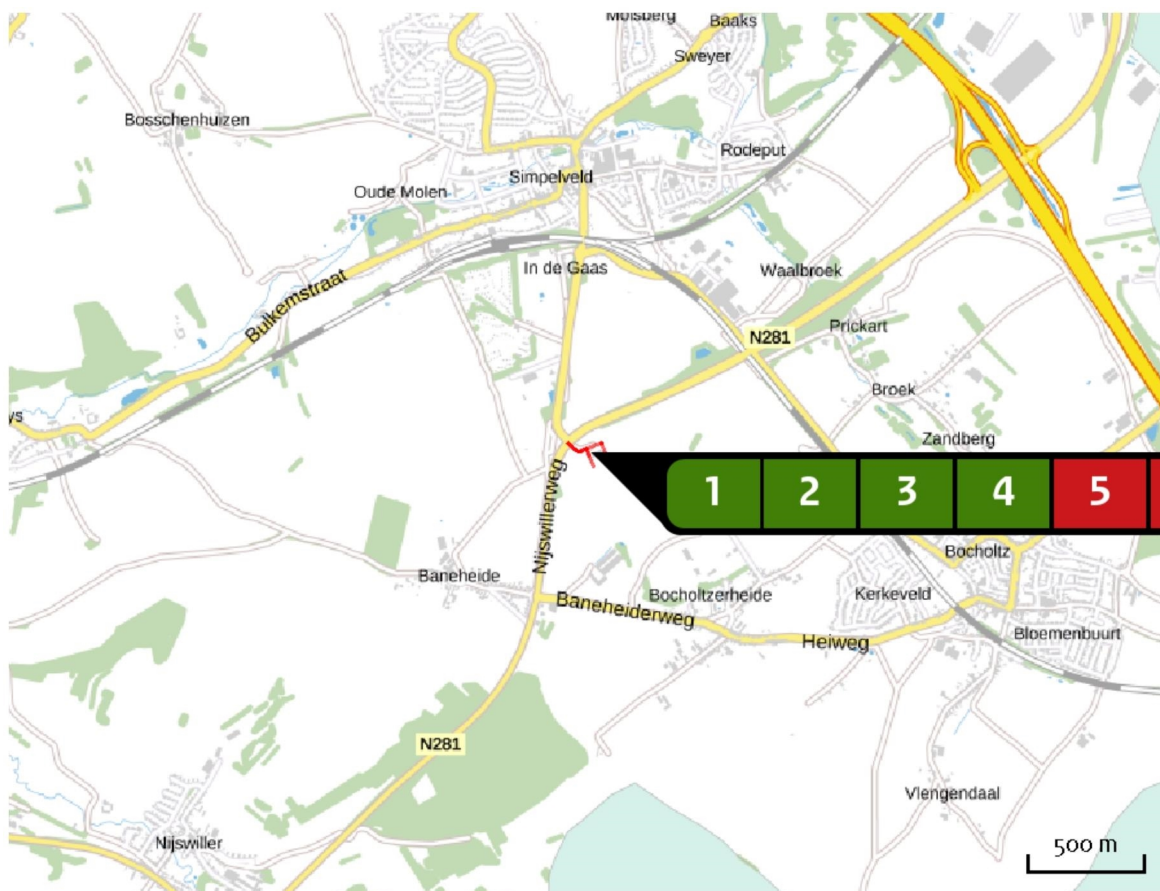 Molsberg
Baaks
Sweyer
Bosschenhuizen
Rodeput
Simpelveld
Oude Molen
In de Gaas
Waalbroek
Bulkemstraat
Prickart
N281
Broek
ys
Zandberg
1 2 3 4 5
Nijswillerweg
Bocholtz
Baneheide
Bocholtzerheide
Kerkeveld
Baneheiderweg
Bloemenbuurt
Heiweg
N281
Vlengendaal
Nijswiller
500 m